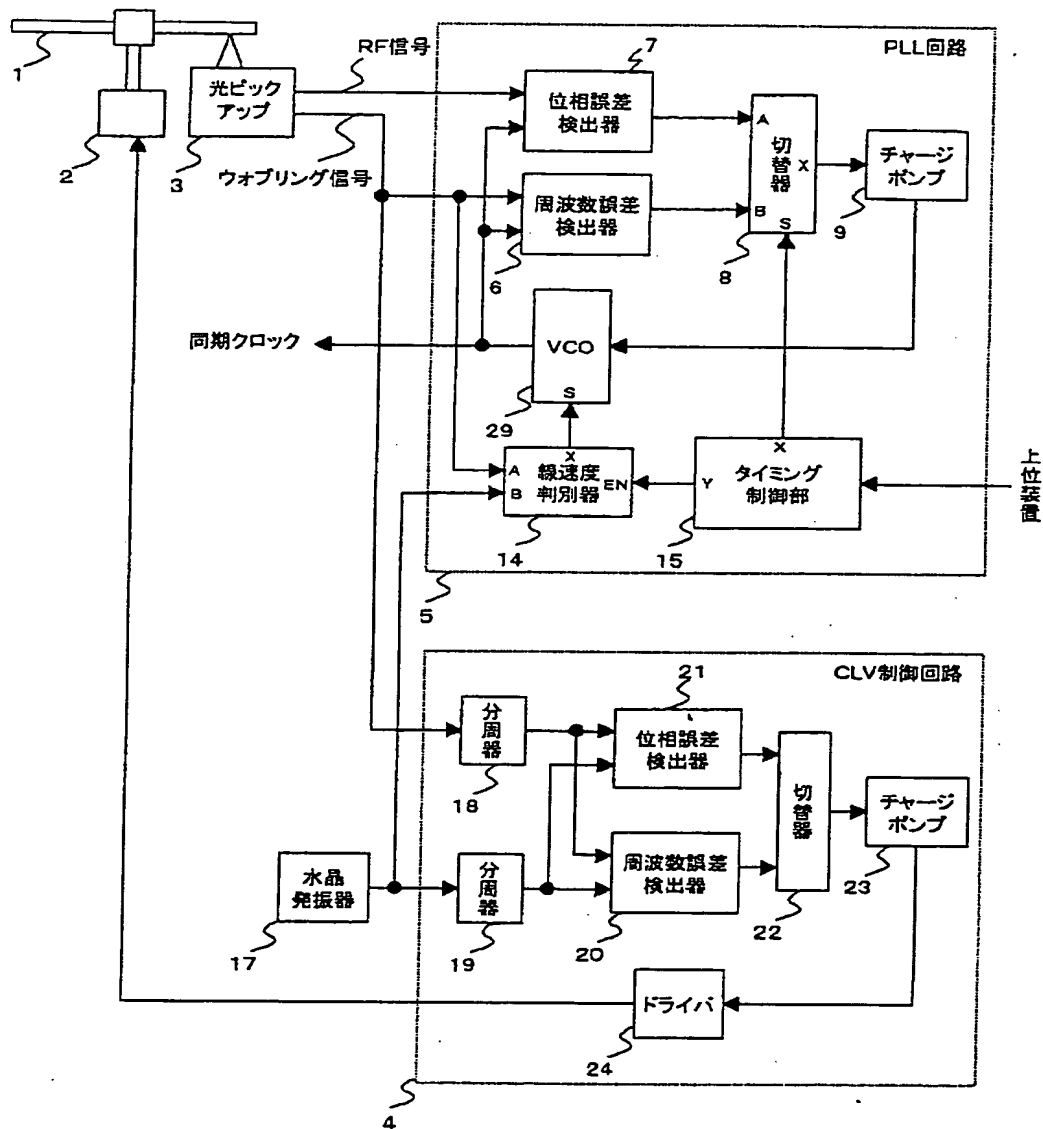 1
2
光ピック
アップ
3
RF信号
ウォブリング信号
PLL回路
7
位相誤差
検出器
周波数誤差
検出器
6
A
B
切替器
X
S
8
チャージ
ポンプ
9
同期クロック
VCO
S
29
X
A
B
線速度
判別器
EN
14
X
Y
タイミング
制御部
15
上位装置
5
CLV制御回路
21
分周器
18
位相誤差
検出器
切替器
22
チャージ
ポンプ
23
水晶
発振器
17
分周器
19
周波数誤差
検出器
20
ドライバ
24
4